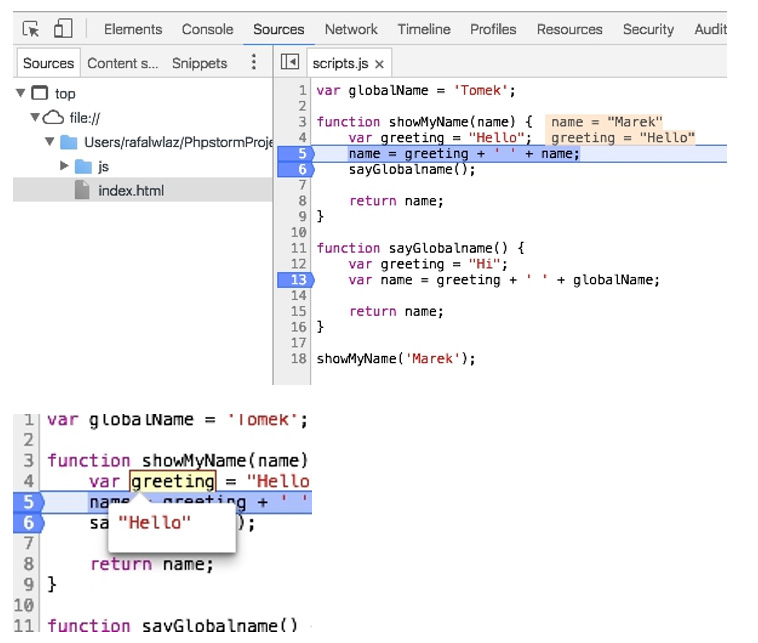 Elements Console Sources Network Timeline Profiles Resources Security Audit
Sources Content s... Snippets scripts.js ×
top
file://
Users/rafalwlaz/PhpstormProje
js
index.html
1 var globalName = 'Tomek';
2
3 function showMyName(name) { name = "Marek"
4 var greeting = "Hello"; greeting = "Hello"
5 name = greeting + ' ' + name;
6 sayGlobalname();
7
8 return name;
9 }
10
11 function sayGlobalname() {
12 var greeting = "Hi";
13 var name = greeting + ' ' + globalName;
14
15 return name;
16 }
17
18 showMyName('Marek');
1 var globalName = 'Tomek';
2
3 function showMyName(name)
4 var greeting = "Hello
5 name = greeting + ' '
6 sa );
"Hello"
7
8 return name;
9 }
10
11 function sayGlobalname()